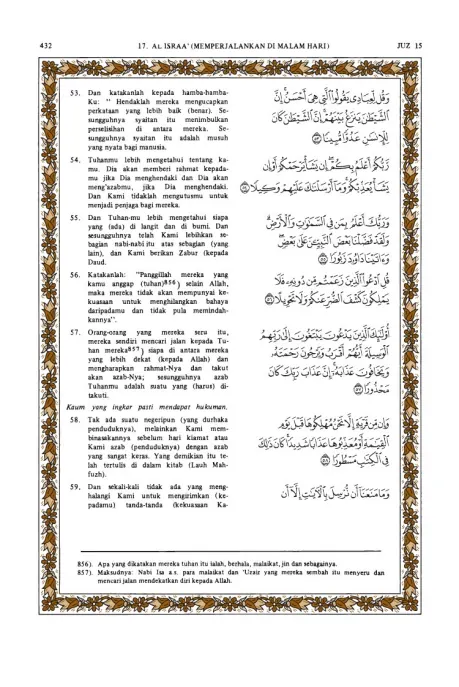 432
17. AL ISRAA' (MEMPERJALANKAN DI MALAM HARI)
JUZ 15
53. Dan katakanlah kepada hamba-hamba-
Ku: " Hendaklah mereka mengucapkan
perkataan yang lebih baik (benar). Se-
sungguhnya syaitan itu menimbulkan
perselisihan di antara mereka. Se-
sungguhnya syaitan itu adalah musuh
yang nyata bagi manusia.
54. Tuhanmu lebih mengetahui tentang ka-
mu. Dia akan memberi rahmat kepada-
mu jika Dia menghendaki dan Dia akan
meng'azabmu, jika Dia menghendaki.
Dan Kami tidaklah mengutusmu untuk
menjadi penjaga bagi mereka.
55. Dan Tuhan-mu lebih mengetahui siapa
yang (ada) di langit dan di bumi. Dan
sesungguhnya telah Kami lebihkan se-
bagian nabi-nabi itu atas sebagian (yang
lain), dan Kami berikan Zabur (kepada
Daud.
56. Katakanlah: "Panggillah mereka yang
kamu anggap (tuhan)856) selain Allah,
maka mereka tidak akan mempunyai ke-
kuasaan untuk menghilangkan bahaya
daripadamu dan tidak pula memindah-
kannya".
57. Orang-orang yang mereka seru itu,
mereka sendiri mencari jalan kepada Tu-
han mereka857) siapa di antara mereka
yang lebih dekat (kepada Allah) dan
mengharapkan rahmat-Nya dan takut
akan azab-Nya; sesungguhnya azab
Tuhanmu adalah suatu yang (harus) di-
takuti.
Kaum yang ingkar pasti mendapat hukuman.
58. Tak ada suatu negeripun (yang durhaka
penduduknya), melainkan Kami mem-
binasakannya sebelum hari kiamat atau
Kami azab (penduduknya) dengan azab
yang sangat keras. Yang demikian itu te-
lah tertulis di dalam kitab (Lauh Mah-
fuzh).
59. Dan sekali-kali tidak ada yang meng-
halangi Kami untuk mengirimkan (ke-
padamu) tanda-tanda (kekuasaan Ka-
وَقُل لِّعِبَادِى يَقُولُوا۟ ٱلَّتِى هِىَ أَحْسَنُ إِنَّ
ٱلشَّيْطَٰنَ يَنزَغُ بَيْنَهُمْ إِنَّ ٱلشَّيْطَٰنَ كَانَ
لِلْإِنسَٰنِ عَدُوًّا مُّبِينًا ۝٥٣
رَّبُّكُمْ أَعْلَمُ بِكُمْ إِن يَشَأْ يَرْحَمْكُمْ أَوْ إِن
يَشَأْ يُعَذِّبْكُمْ وَمَآ أَرْسَلْنَٰكَ عَلَيْهِمْ وَكِيلًا ۝٥٤
وَرَبُّكَ أَعْلَمُ بِمَن فِى ٱلسَّمَٰوَٰتِ وَٱلْأَرْضِ
وَلَقَدْ فَضَّلْنَا بَعْضَ ٱلنَّبِيِّـۧنَ عَلَىٰ بَعْضٍ
وَءَاتَيْنَا دَاوُۥدَ زَبُورًا ۝٥٥
قُلِ ٱدْعُوا۟ ٱلَّذِينَ زَعَمْتُم مِّن دُونِهِۦ فَلَا
يَمْلِكُونَ كَشْفَ ٱلضُّرِّ عَنكُمْ وَلَا تَحْوِيلًا ۝٥٦
أُو۟لَٰٓئِكَ ٱلَّذِينَ يَدْعُونَ يَبْتَغُونَ إِلَىٰ رَبِّهِمُ
ٱلْوَسِيلَةَ أَيُّهُمْ أَقْرَبُ وَيَرْجُونَ رَحْمَتَهُۥ
وَيَخَافُونَ عَذَابَهُۥٓ إِنَّ عَذَابَ رَبِّكَ كَانَ
مَحْذُورًا ۝٥٧
وَإِن مِّن قَرْيَةٍ إِلَّا نَحْنُ مُهْلِكُوهَا قَبْلَ يَوْمِ
ٱلْقِيَٰمَةِ أَوْ مُعَذِّبُوهَا عَذَابًا شَدِيدًا كَانَ ذَٰلِكَ
فِى ٱلْكِتَٰبِ مَسْطُورًا ۝٥٨
وَمَا مَنَعَنَآ أَن نُّرْسِلَ بِٱلْـَٔايَٰتِ إِلَّآ أَن
856). Apa yang dikatakan mereka tuhan itu ialah, berhala, malaikat, jin dan sebagainya.
857). Maksudnya: Nabi Isa a.s. para malaikat dan 'Uzair yang mereka sembah itu menyeru dan
mencari jalan mendekatkan diri kepada Allah.